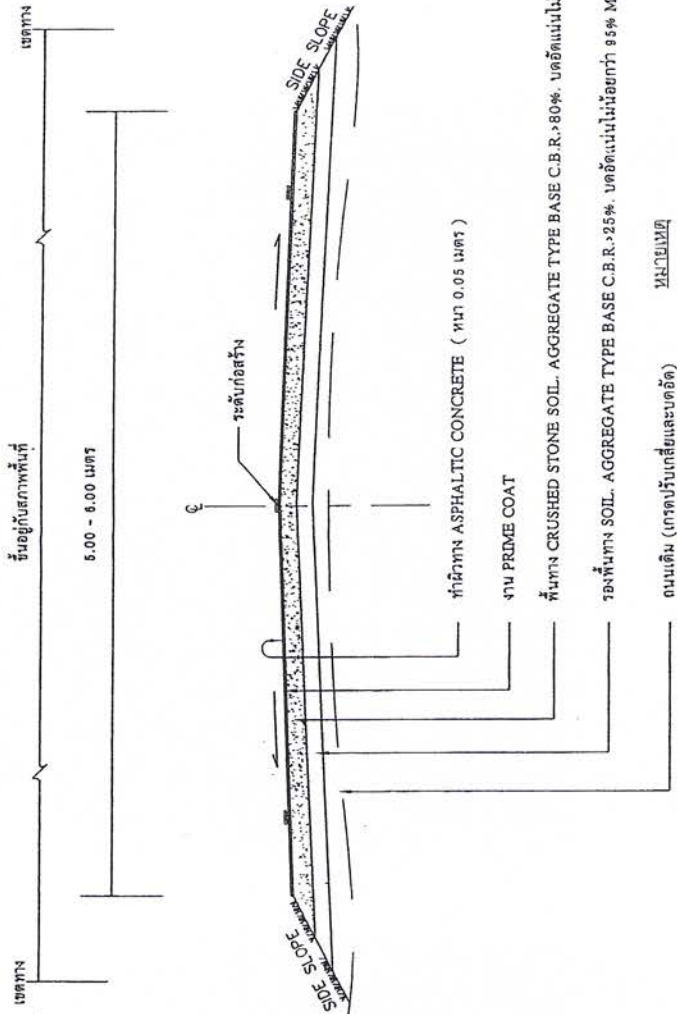 ขึ้นอยู่กับสภาพพื้นที่
เขตทาง
เขตทาง
5.00 - 6.00 เมตร
ระดับก่อสร้าง
SIDE SLOPE
SIDE SLOPE
ทำผิวทาง ASPHALTIC CONCRETE ( หนา 0.05 เมตร )
งาน PRIME COAT
พื้นทาง CRUSHED STONE SOIL. AGGREGATE TYPE BASE C.B.R.>80%. บดอัดแน่นไม่
รองพื้นทาง SOIL. AGGREGATE TYPE BASE C.B.R.>25%. บดอัดแน่นไม่น้อยกว่า 95% M
ถนนเดิม (เกรดปรับเกลี่ยและบดอัด)
หมายเหตุ